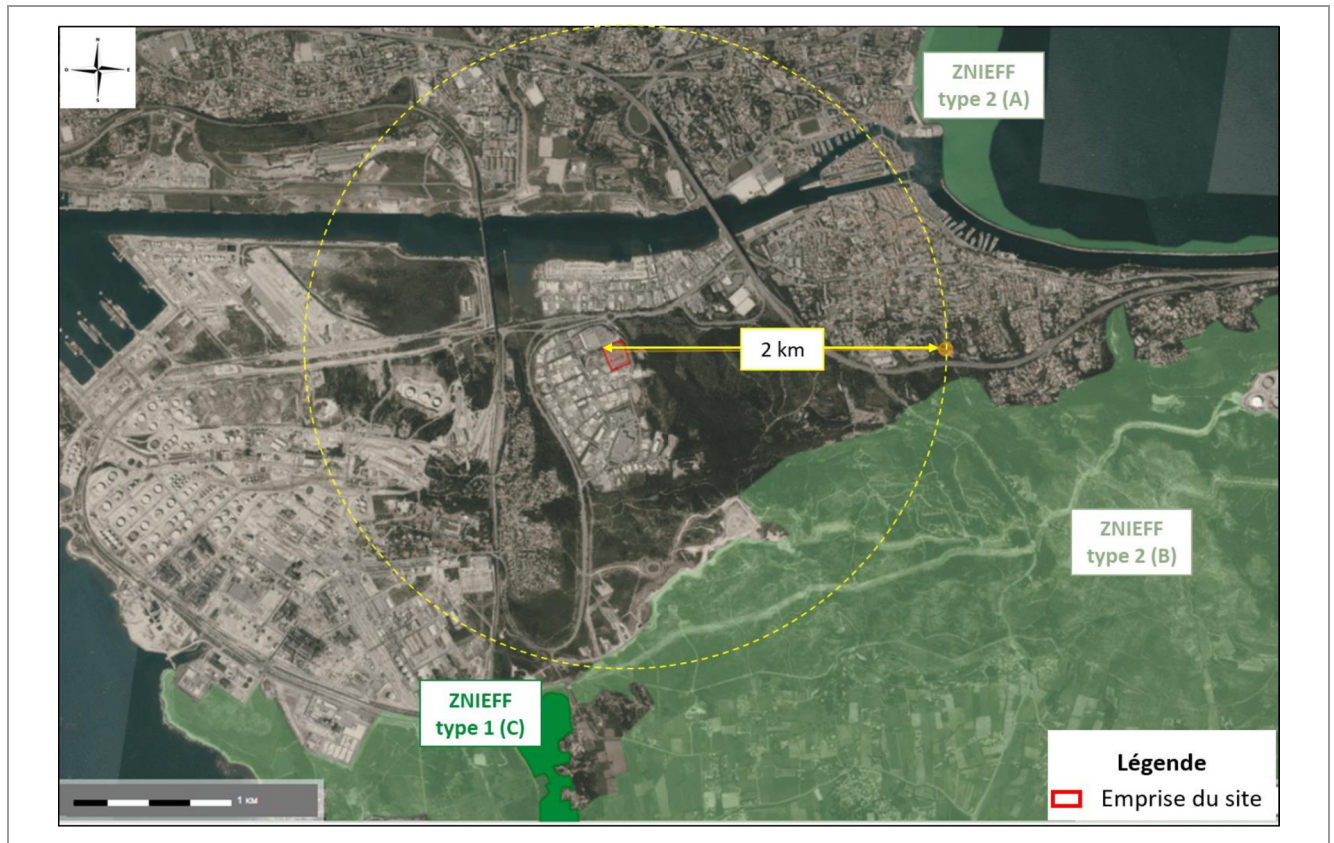 N
O E
S
ZNIEFF
type 2 (A)
2 km
ZNIEFF
type 2 (B)
ZNIEFF
type 1 (C)
Légende
Emprise du site
1 KM